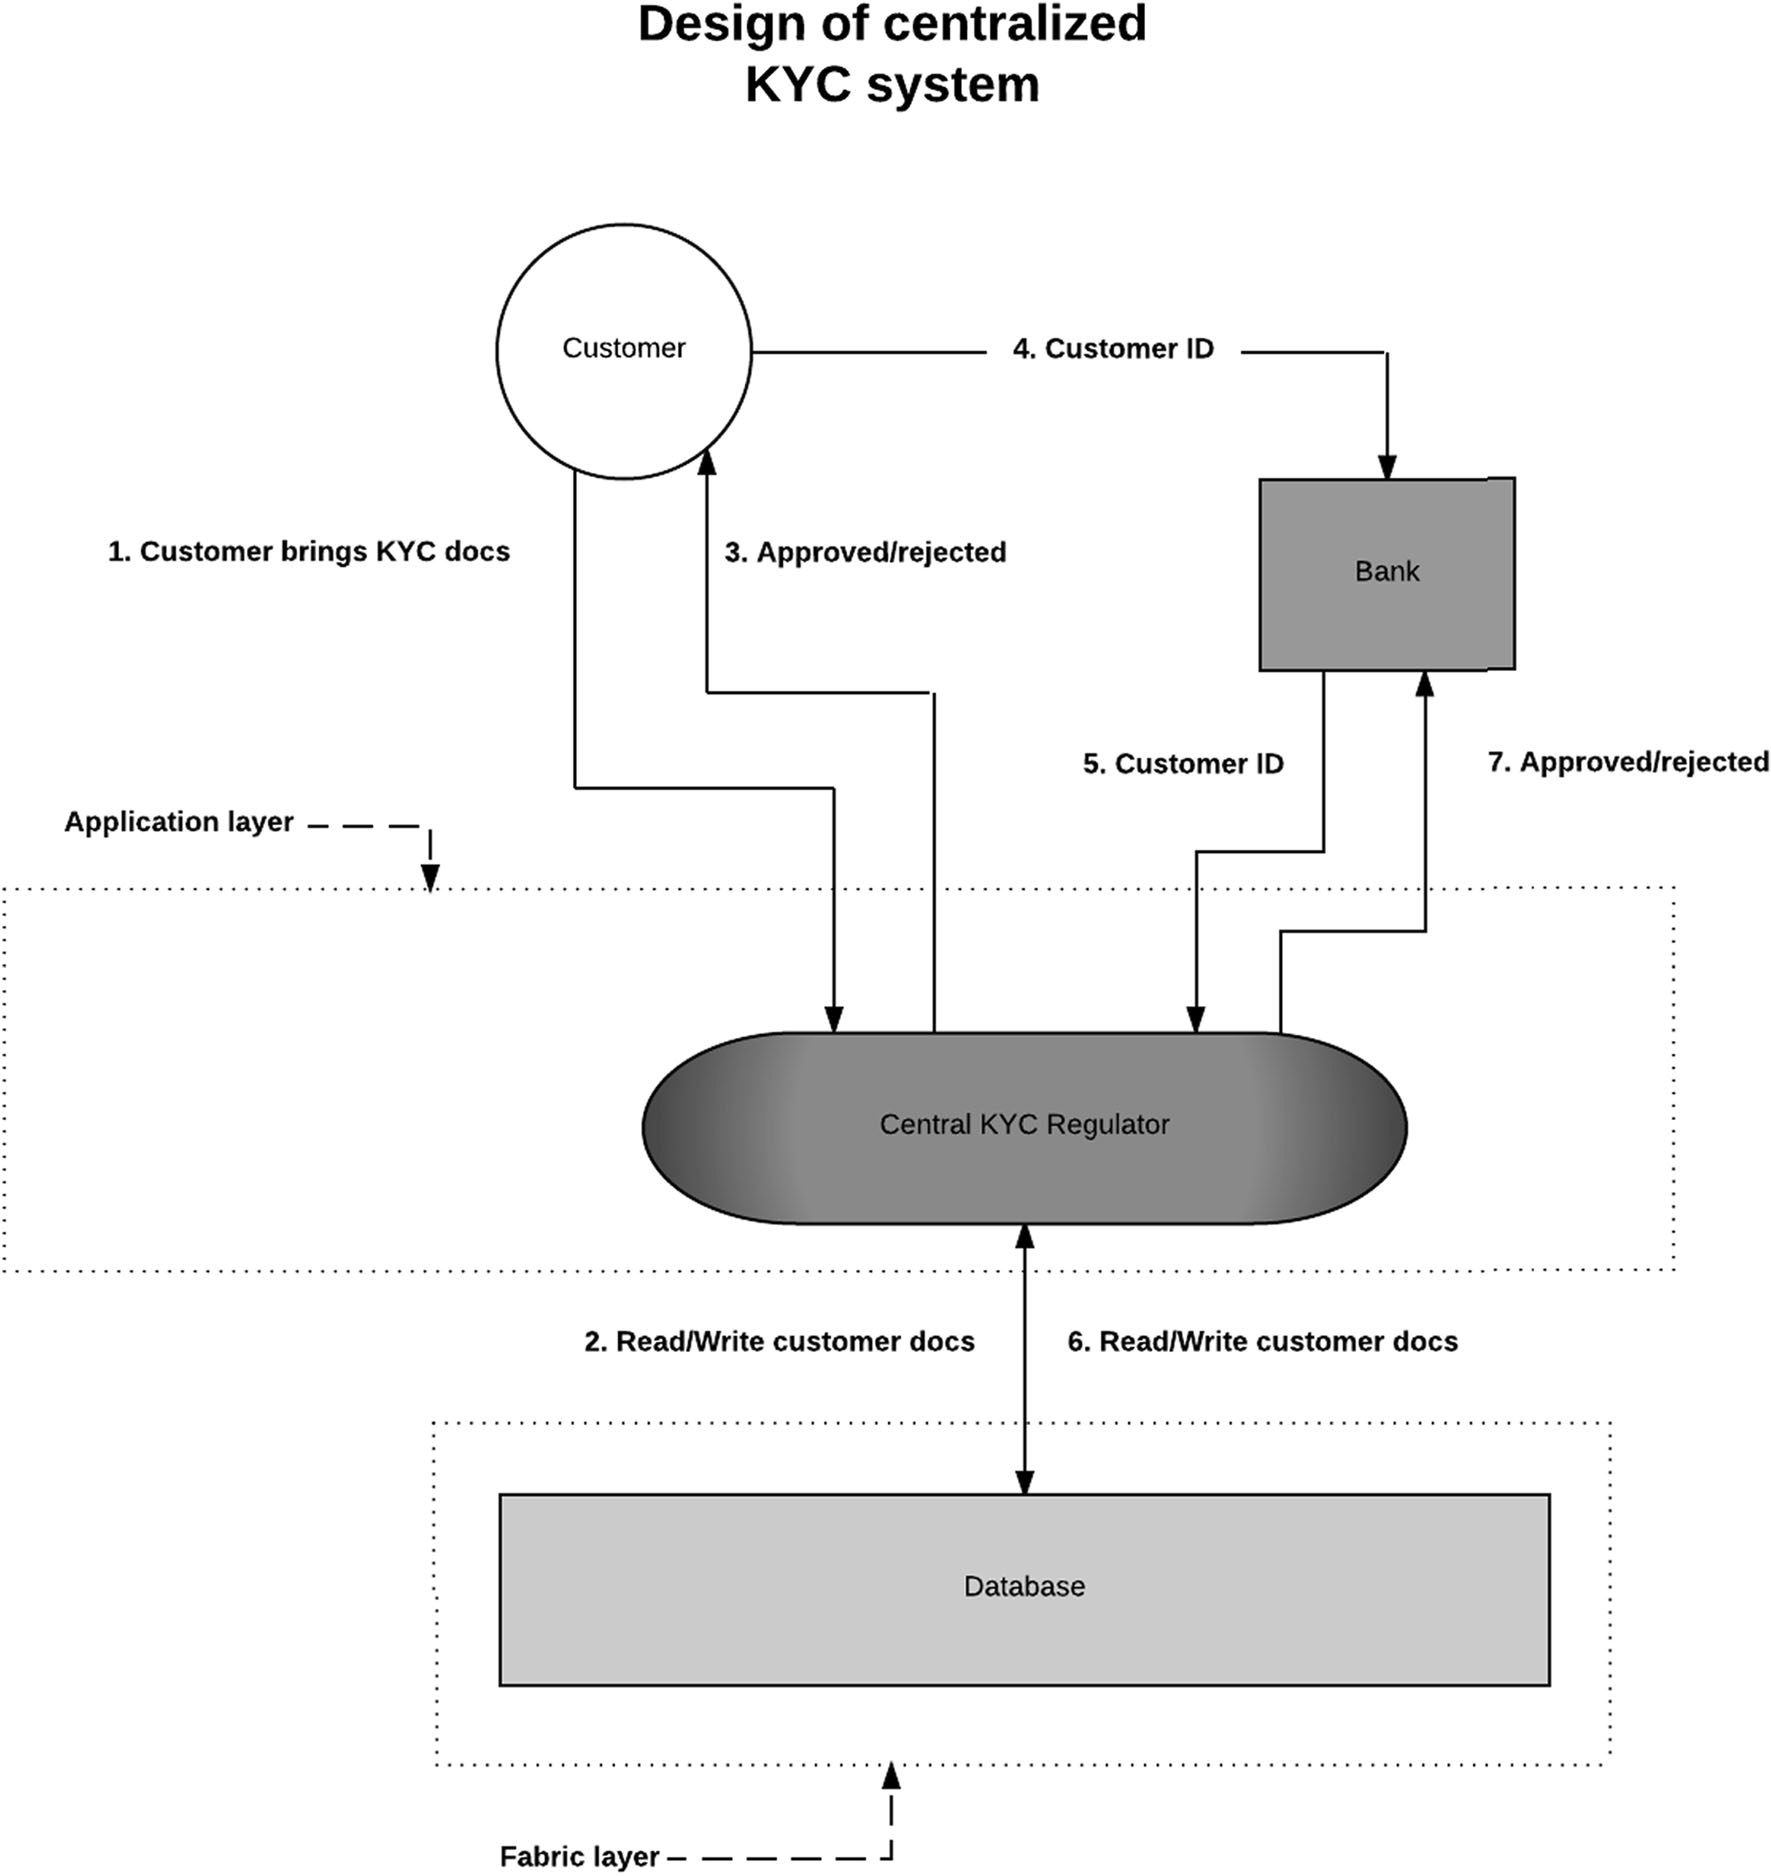 Design of centralized
KYC system
Customer
4. Customer ID
1. Customer brings KYC docs
3. Approved/rejected
Bank
5. Customer ID
7. Approved/rejected
Application layer
Central KYC Regulator
2. Read/Write customer docs
6. Read/Write customer docs
Database
Fabric layer